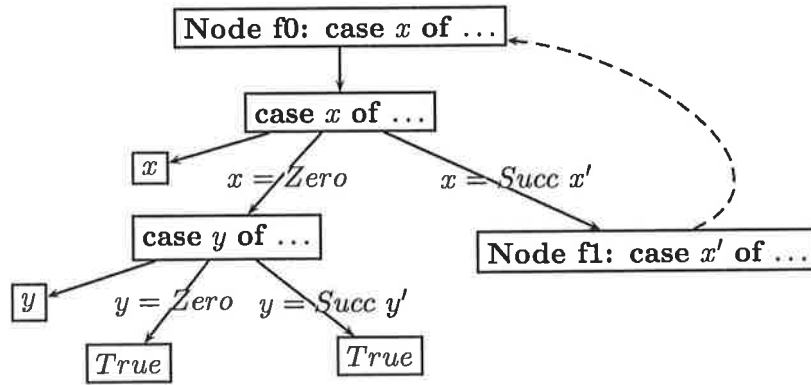 Node f0: case x of ...
case x of ...
x
x = Zero
x = Succ x′
case y of ...
Node f1: case x′ of ...
y
y = Zero
y = Succ y′
True
True